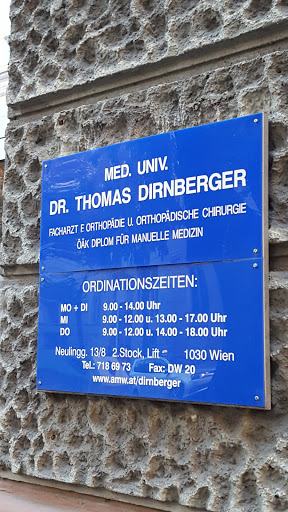 MED. UNIV.
DR. THOMAS DIRNBERGER
FACHARZT F. ORTHOPÄDIE U. ORTHOPÄDISCHE CHIRURGIE
ÖÄK DIPLOM FÜR MANUELLE MEDIZIN
ORDINATIONSZEITEN:
MO + DI 9.00 - 14.00 Uhr
MI 9.00 - 12.00 u. 13.00 - 17.00 Uhr
DO 9.00 - 12.00 u. 14.00 - 18.00 Uhr
Neulingg. 13/8 2.Stock, Lift 1030 Wien
Tel.: 718 69 73 Fax: DW 20
www.amw.at/dirnberger